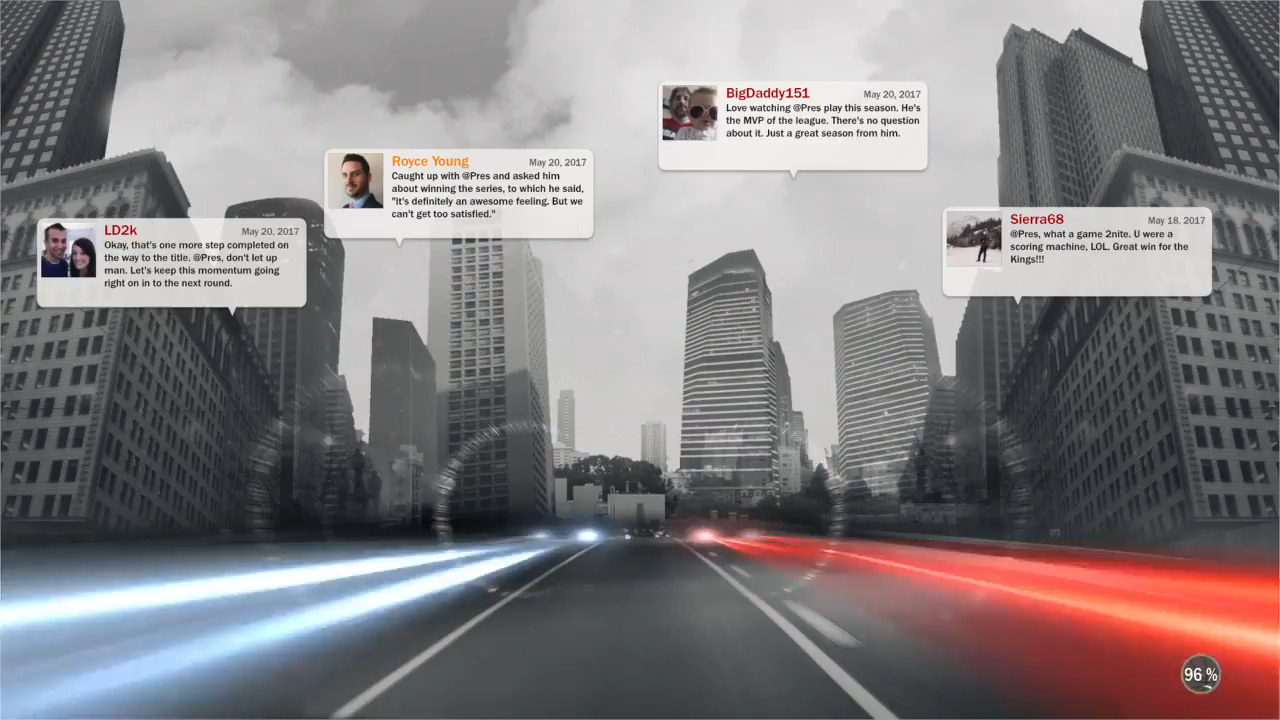 LD2k May 20, 2017
Okay, that's one more step completed on
the way to the title. @Pres, don't let up
man. Let's keep this momentum going
right on in to the next round.
Royce Young May 20, 2017
Caught up with @Pres and asked him
about winning the series, to which he said,
"It's definitely an awesome feeling. But we
can't get too satisfied."
BigDaddy151 May 20, 2017
Love watching @Pres play this season. He's
the MVP of the league. There's no question
about it. Just a great season from him.
Sierra68 May 18, 2017
@Pres, what a game 2nite. U were a
scoring machine, LOL. Great win for the
Kings!!!
96 %